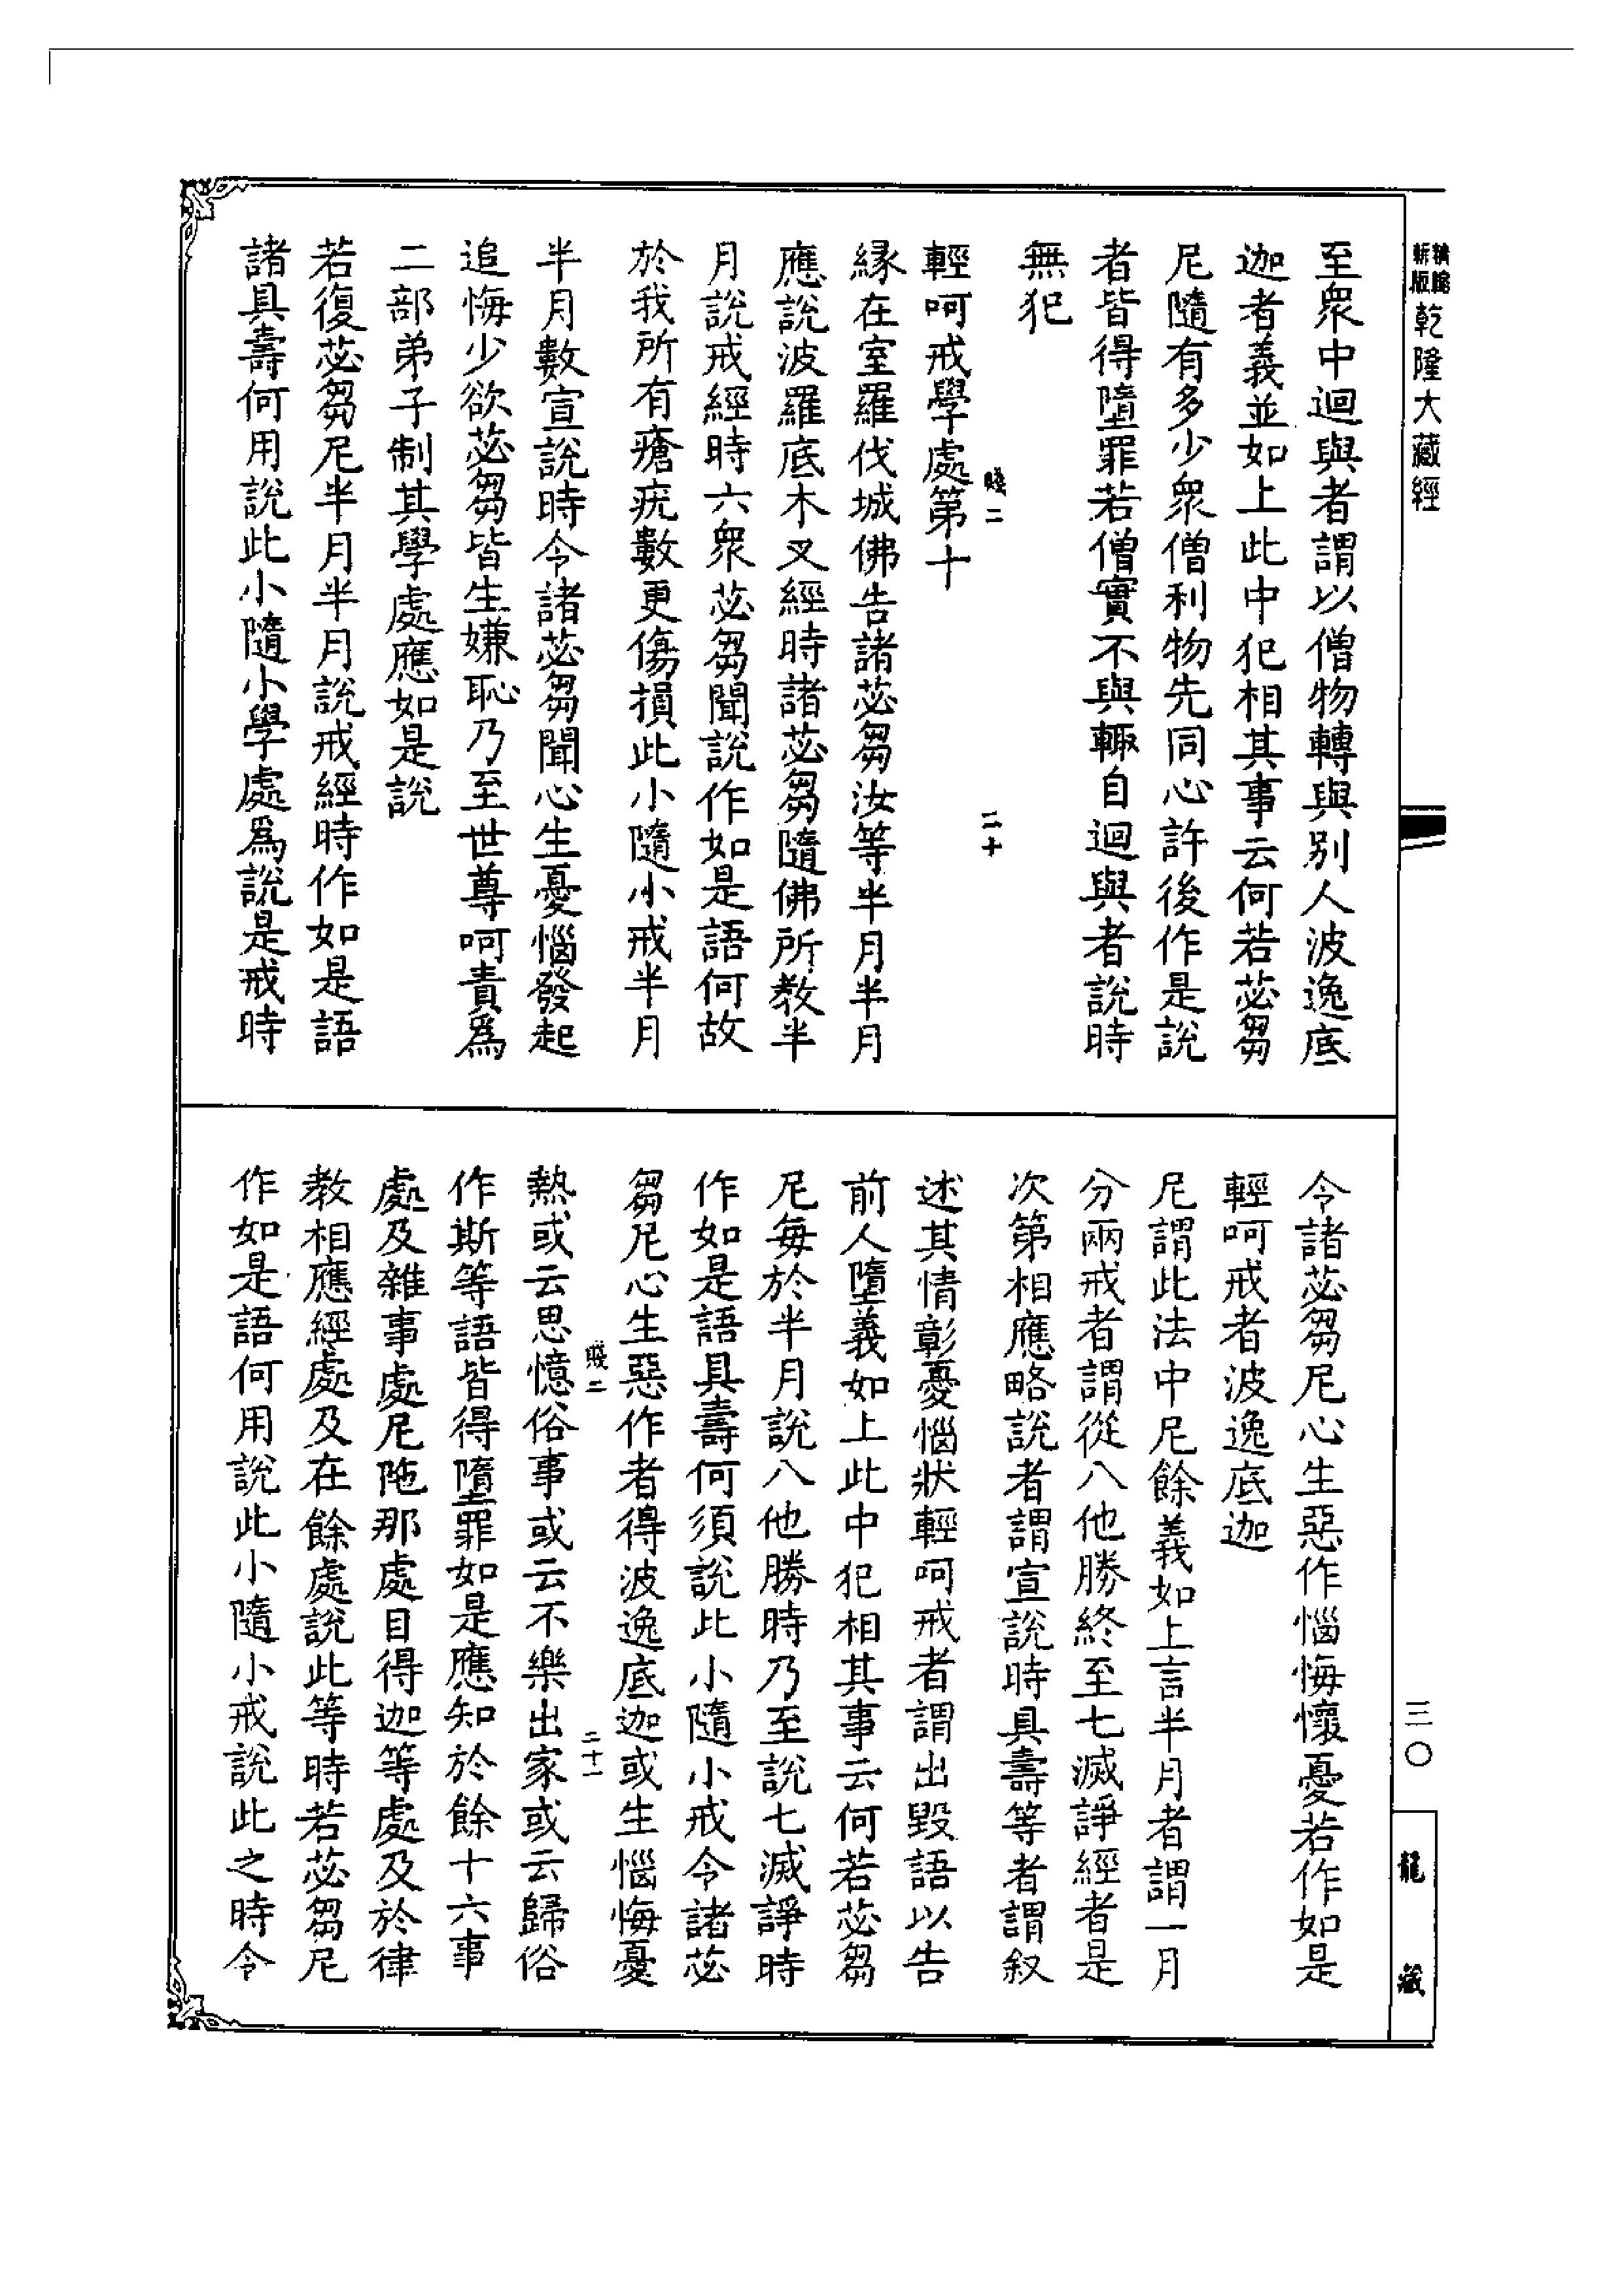 乾隆大藏經
至衆中迴與者謂以僧物轉與別人波逸底
迦者義並如上此中犯相其事云何若苾芻
尼隨有多少衆僧利物先同心許後作是說
者皆得墮罪若僧實不與輒自迴與者說時
無犯
輕呵戒學處第十
緣在室羅伐城佛告諸苾芻汝等半月半月
應說波羅底木叉經時諸苾芻隨佛所教半
月說戒經時六衆苾芻聞說作如是語何故
於我所有瘡疣數更傷損此小隨小戒半月
半月數宣說時令諸苾芻聞心生憂惱發起
追悔少欲苾芻皆生嫌恥乃至世尊呵責爲
二部弟子制其學處應如是說
若復苾芻尼半月半月說戒經時作如是語
諸具壽何用說此小隨小學處爲說是戒時
二十
令諸苾芻尼心生惡作惱悔懷憂若作如是
輕呵戒者波逸底迦
尼謂此法中尼餘義如上言半月者謂一月
分兩戒者謂從八他勝終至七滅諍經者是
次第相應略說者謂宣說時具壽等者謂叙
述其情彰憂惱狀輕呵戒者謂出毀語以告
前人墮義如上此中犯相其事云何若苾芻
尼每於半月說八他勝時乃至說七滅諍時
作如是語具壽何須說此小隨小戒令諸苾
芻尼心生惡作者得波逸底迦或生惱悔憂
熱或云思憶俗事或云不樂出家或云歸俗
作斯等語皆得墮罪如是應知於餘十六事
處及雜事處尼陁那處目得迦等處及於律
教相應經處及在餘處說此等時若苾芻尼
作如是語何用說此小隨小戒說此之時令
二十一
三〇
龍藏